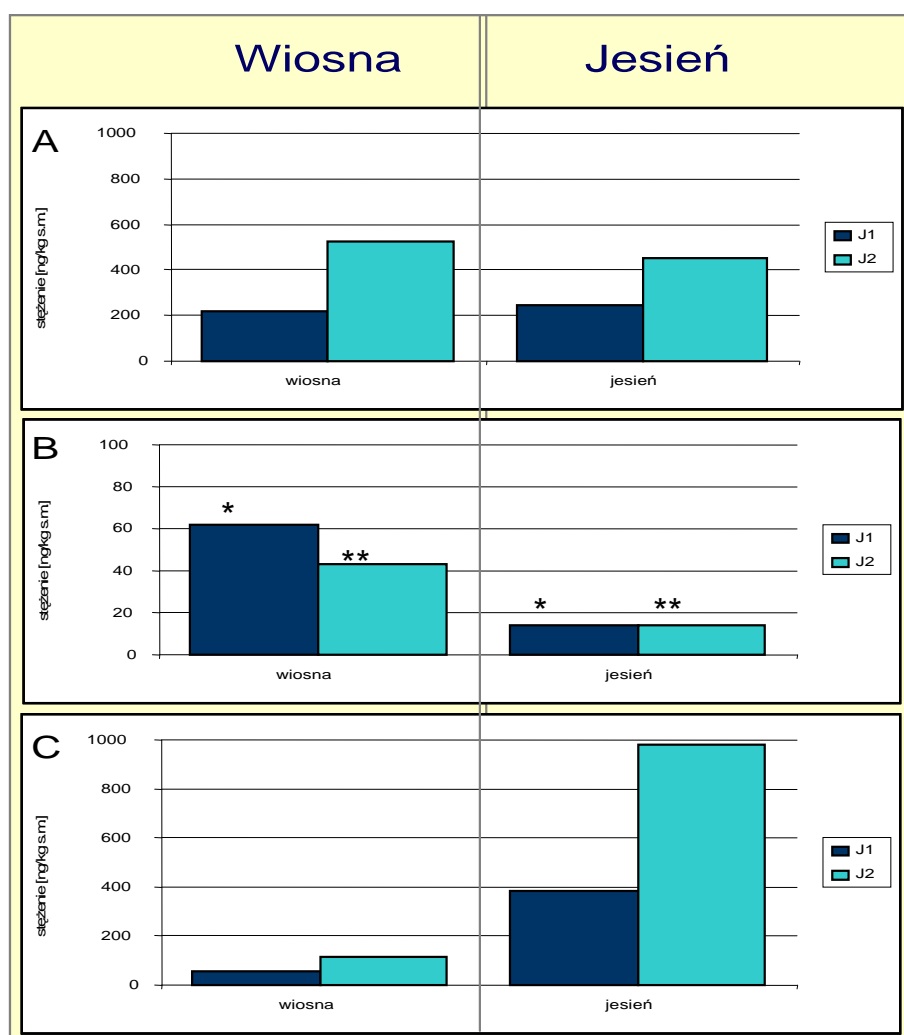 Wiosna Jesień
A
stężenie [ng/kg s.m]
1000
800
600
400
200
0
wiosna jesień
J1
J2
B
stężenie [ng/kg s.m]
100
80
60
40
20
0
*
**
*
**
wiosna jesień
J1
J2
C
stężenie [ng/kg s.m]
1000
800
600
400
200
0
wiosna jesień
J1
J2